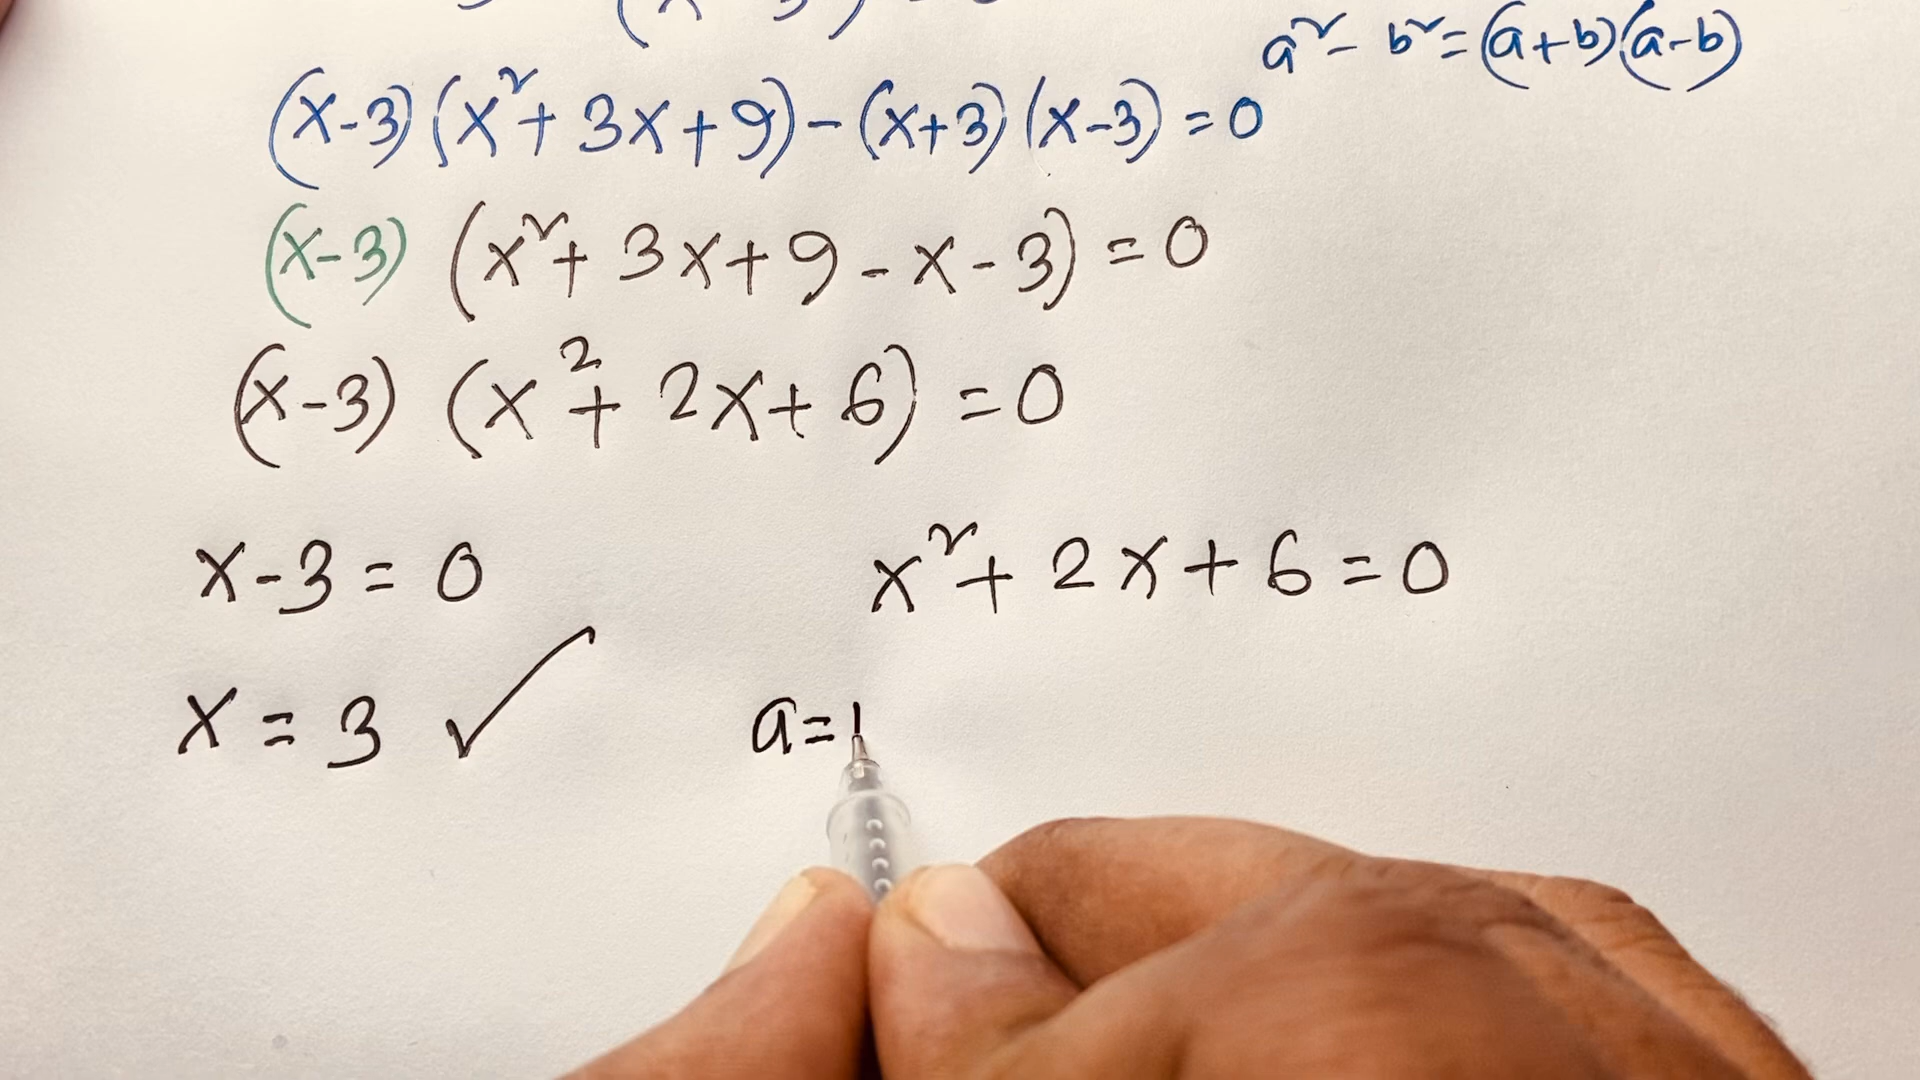 a² - b² = (a+b)(a-b)
(x-3)(x²+3x+9)-(x+3)(x-3)=0
(x-3) (x²+3x+9-x-3)=0
(x-3) (x²+2x+6)=0
x-3=0 x²+2x+6=0
x=3 ✓ a=1